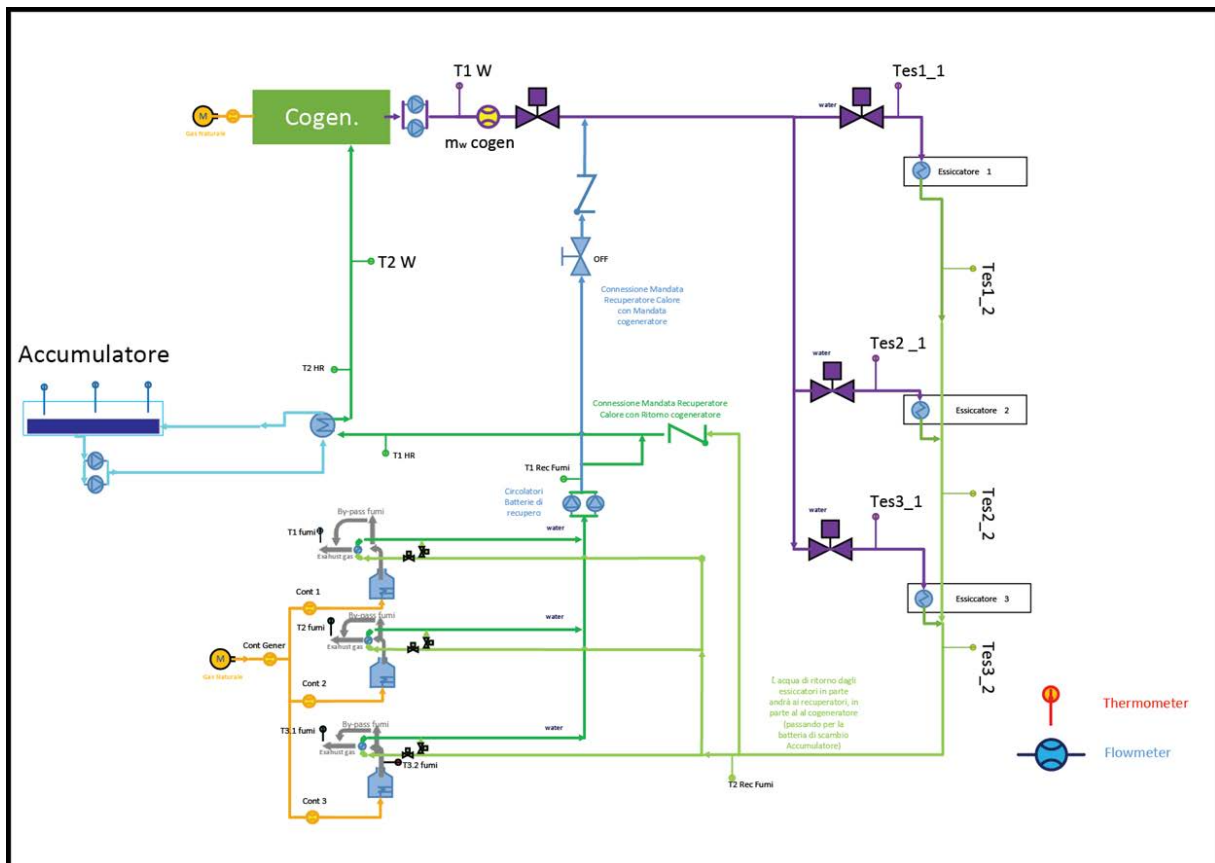 T1 W
Tes1_1
water
M
Gas Naturale
Cogen.
mw cogen
Essiccatore 1
OFF
T2 W
Tes1_2
Connessione Mandata
Recuperatore Calore
con Mandata
cogeneratore
Accumulatore
water
Tes2 _1
T2 HR
Essiccatore 2
Connessione Mandata Recuperatore
Calore con Ritorno cogeneratore
T1 HR
T1 Rec Fumi
Circolatori
Batterie di
recupero
water
Tes3_1
Tes2_2
By-pass fumi
T1 fumi
water
Exahust gas
Cont 1
Essiccatore 3
By-pass fumi
T2 fumi
water
Exahust gas
Cont Gener
M
Gas Naturale
Cont 2
Tes3_2
L'acqua di ritorno dagli
essiccatori in parte
andrà ai recuperatori, in
parte al al cogeneratore
(passando per la
batteria di scambio
Accumulatore)
By-pass fumi
T3.1 fumi
water
Exahust gas
T3.2 fumi
T2 Rec Fumi
Cont 3
Thermometer
Flowmeter